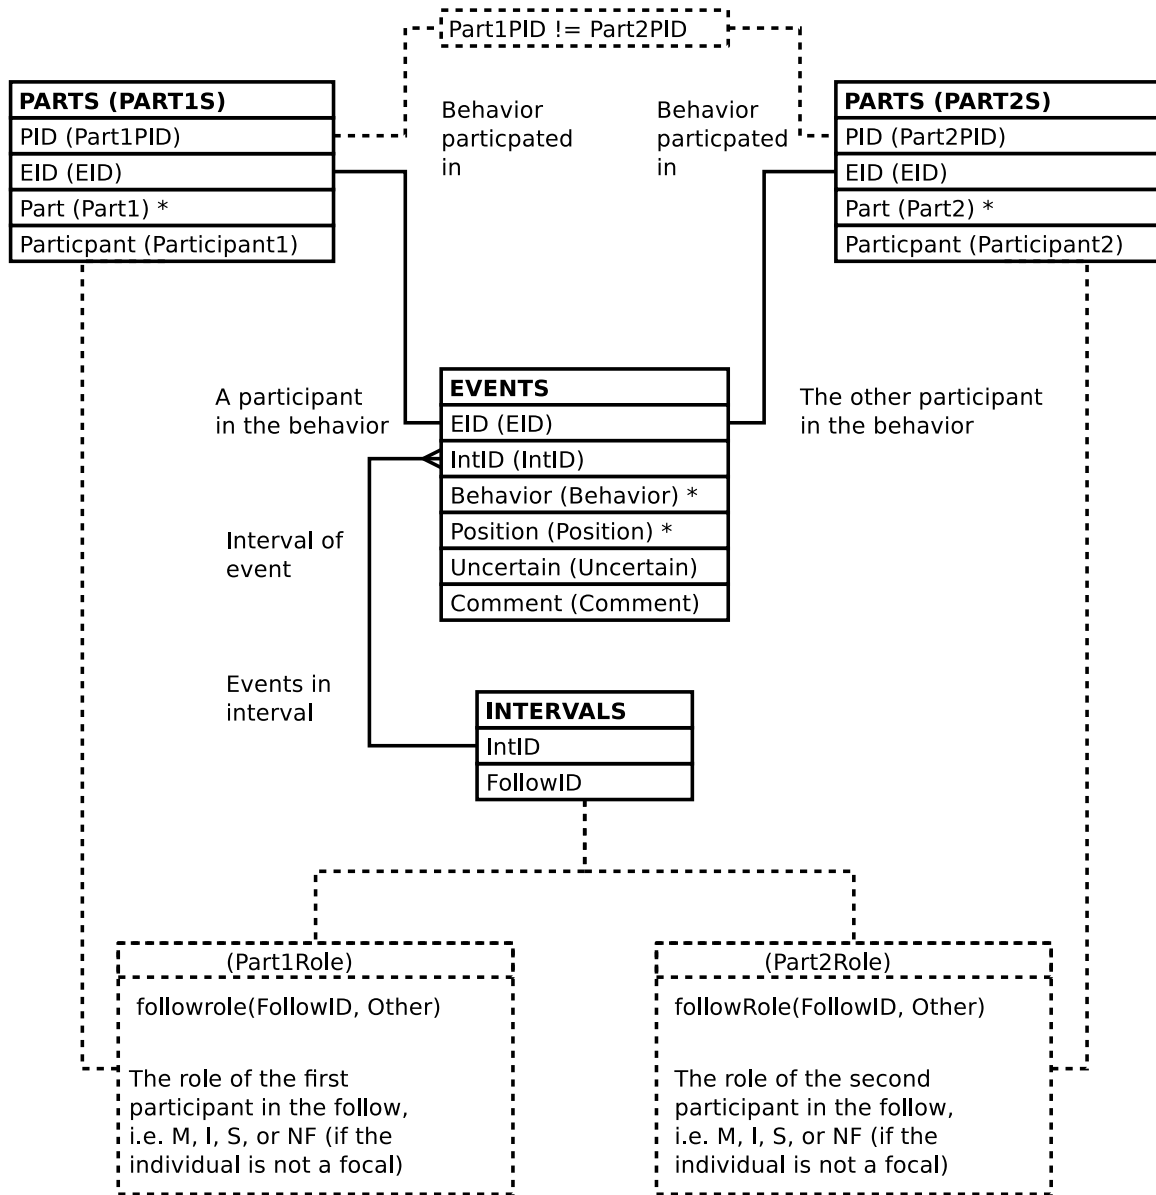 Part1PID != Part2PID
PARTS (PART1S)
PID (Part1PID)
EID (EID)
Part (Part1) *
Particpant (Participant1)
Behavior
particpated
in
Behavior
particpated
in
PARTS (PART2S)
PID (Part2PID)
EID (EID)
Part (Part2) *
Particpant (Participant2)
A participant
in the behavior
EVENTS
EID (EID)
IntID (IntID)
Behavior (Behavior) *
Position (Position) *
Uncertain (Uncertain)
Comment (Comment)
The other participant
in the behavior
Interval of
event
Events in
interval
INTERVALS
IntID
FollowID
(Part1Role)
followrole(FollowID, Other)
The role of the first
participant in the follow,
i.e. M, I, S, or NF (if the
individual is not a focal)
(Part2Role)
followRole(FollowID, Other)
The role of the second
participant in the follow,
i.e. M, I, S, or NF (if the
individual is not a focal)